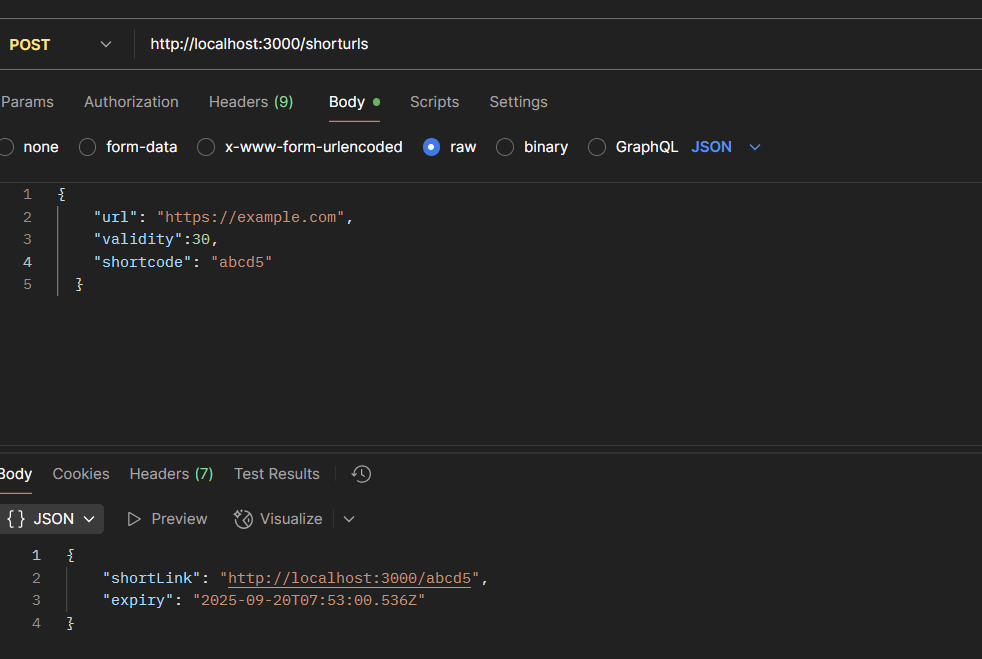 POST http://localhost:3000/shorturls
Params Authorization Headers (9) Body Scripts Settings
none form-data x-www-form-urlencoded raw binary GraphQL JSON
1 {
2 "url": "https://example.com",
3 "validity":30,
4 "shortcode": "abcd5"
5 }
Body Cookies Headers (7) Test Results
{} JSON Preview Visualize
1 {
2 "shortLink": "http://localhost:3000/abcd5",
3 "expiry": "2025-09-20T07:53:00.536Z"
4 }